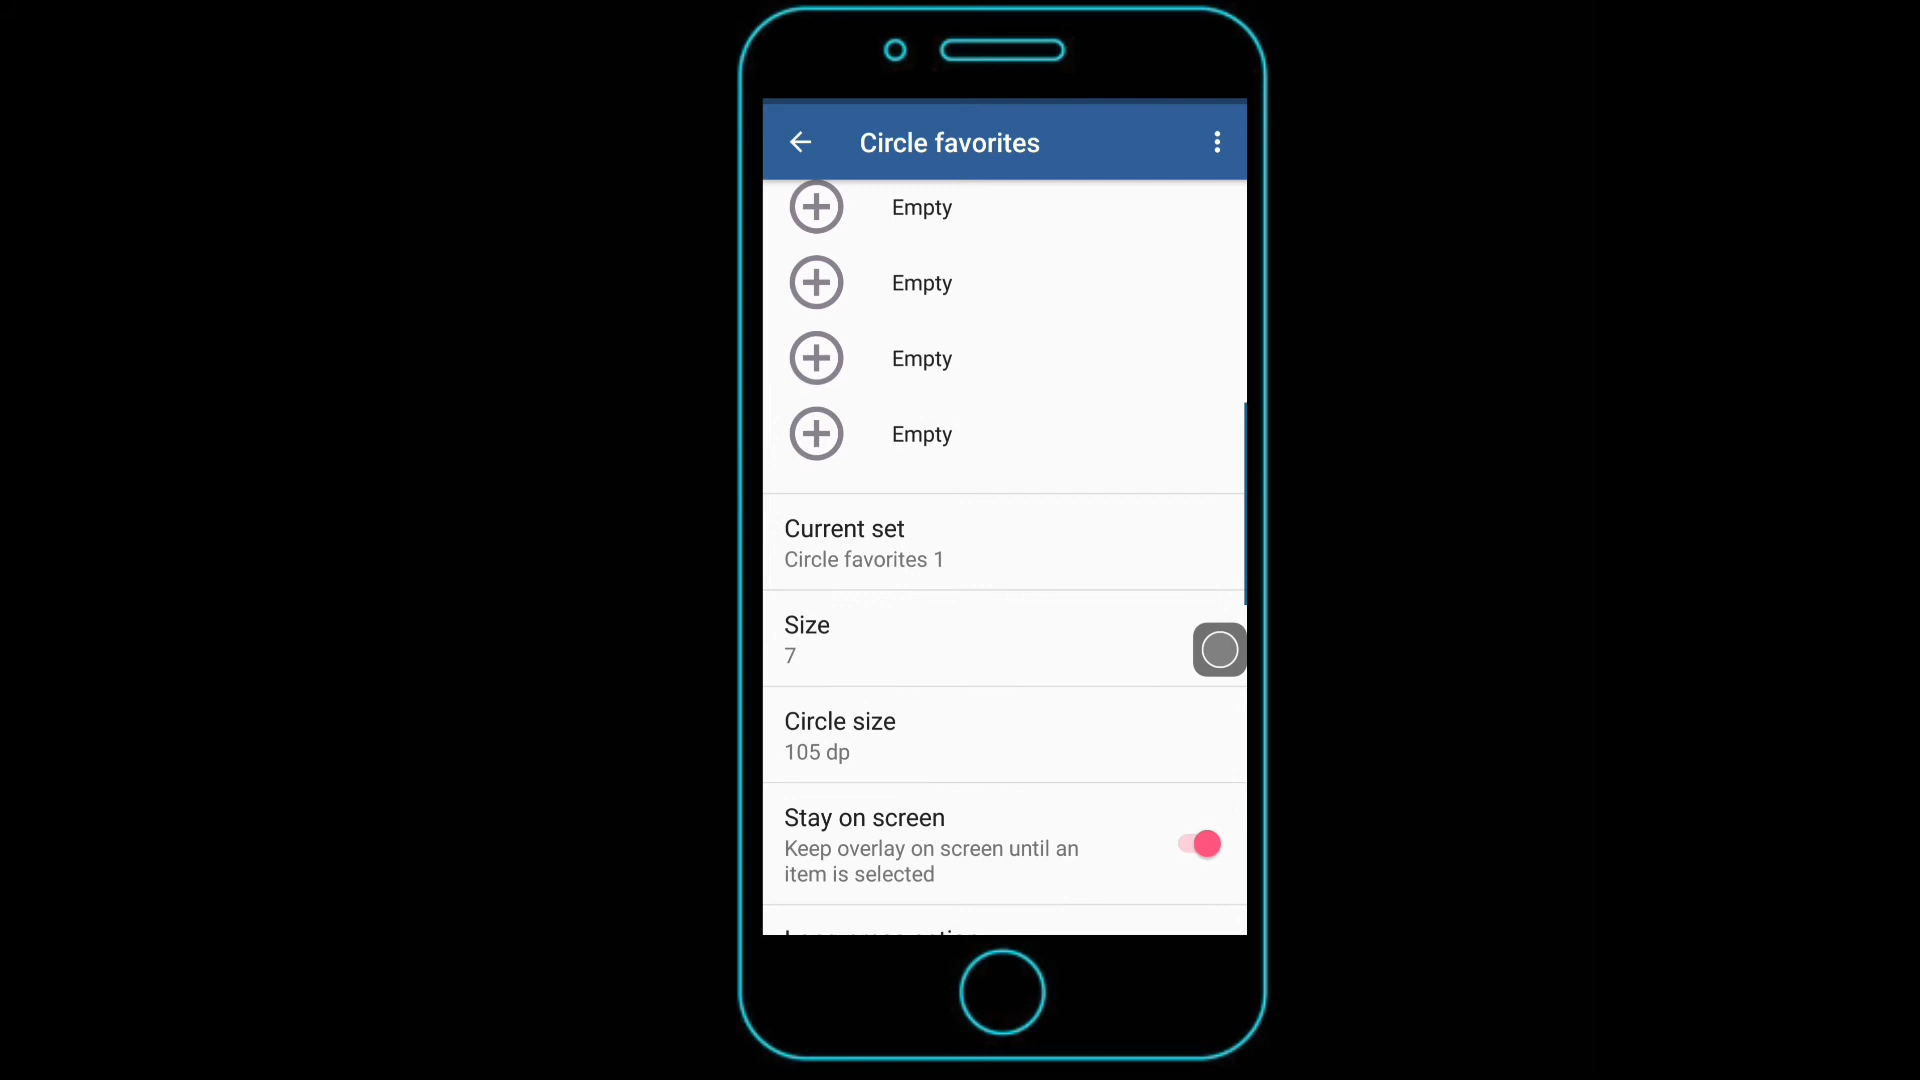 Circle favorites
Empty
Empty
Empty
Empty
Current set
Circle favorites 1
Size
7
Circle size
105 dp
Stay on screen
Keep overlay on screen until an
item is selected